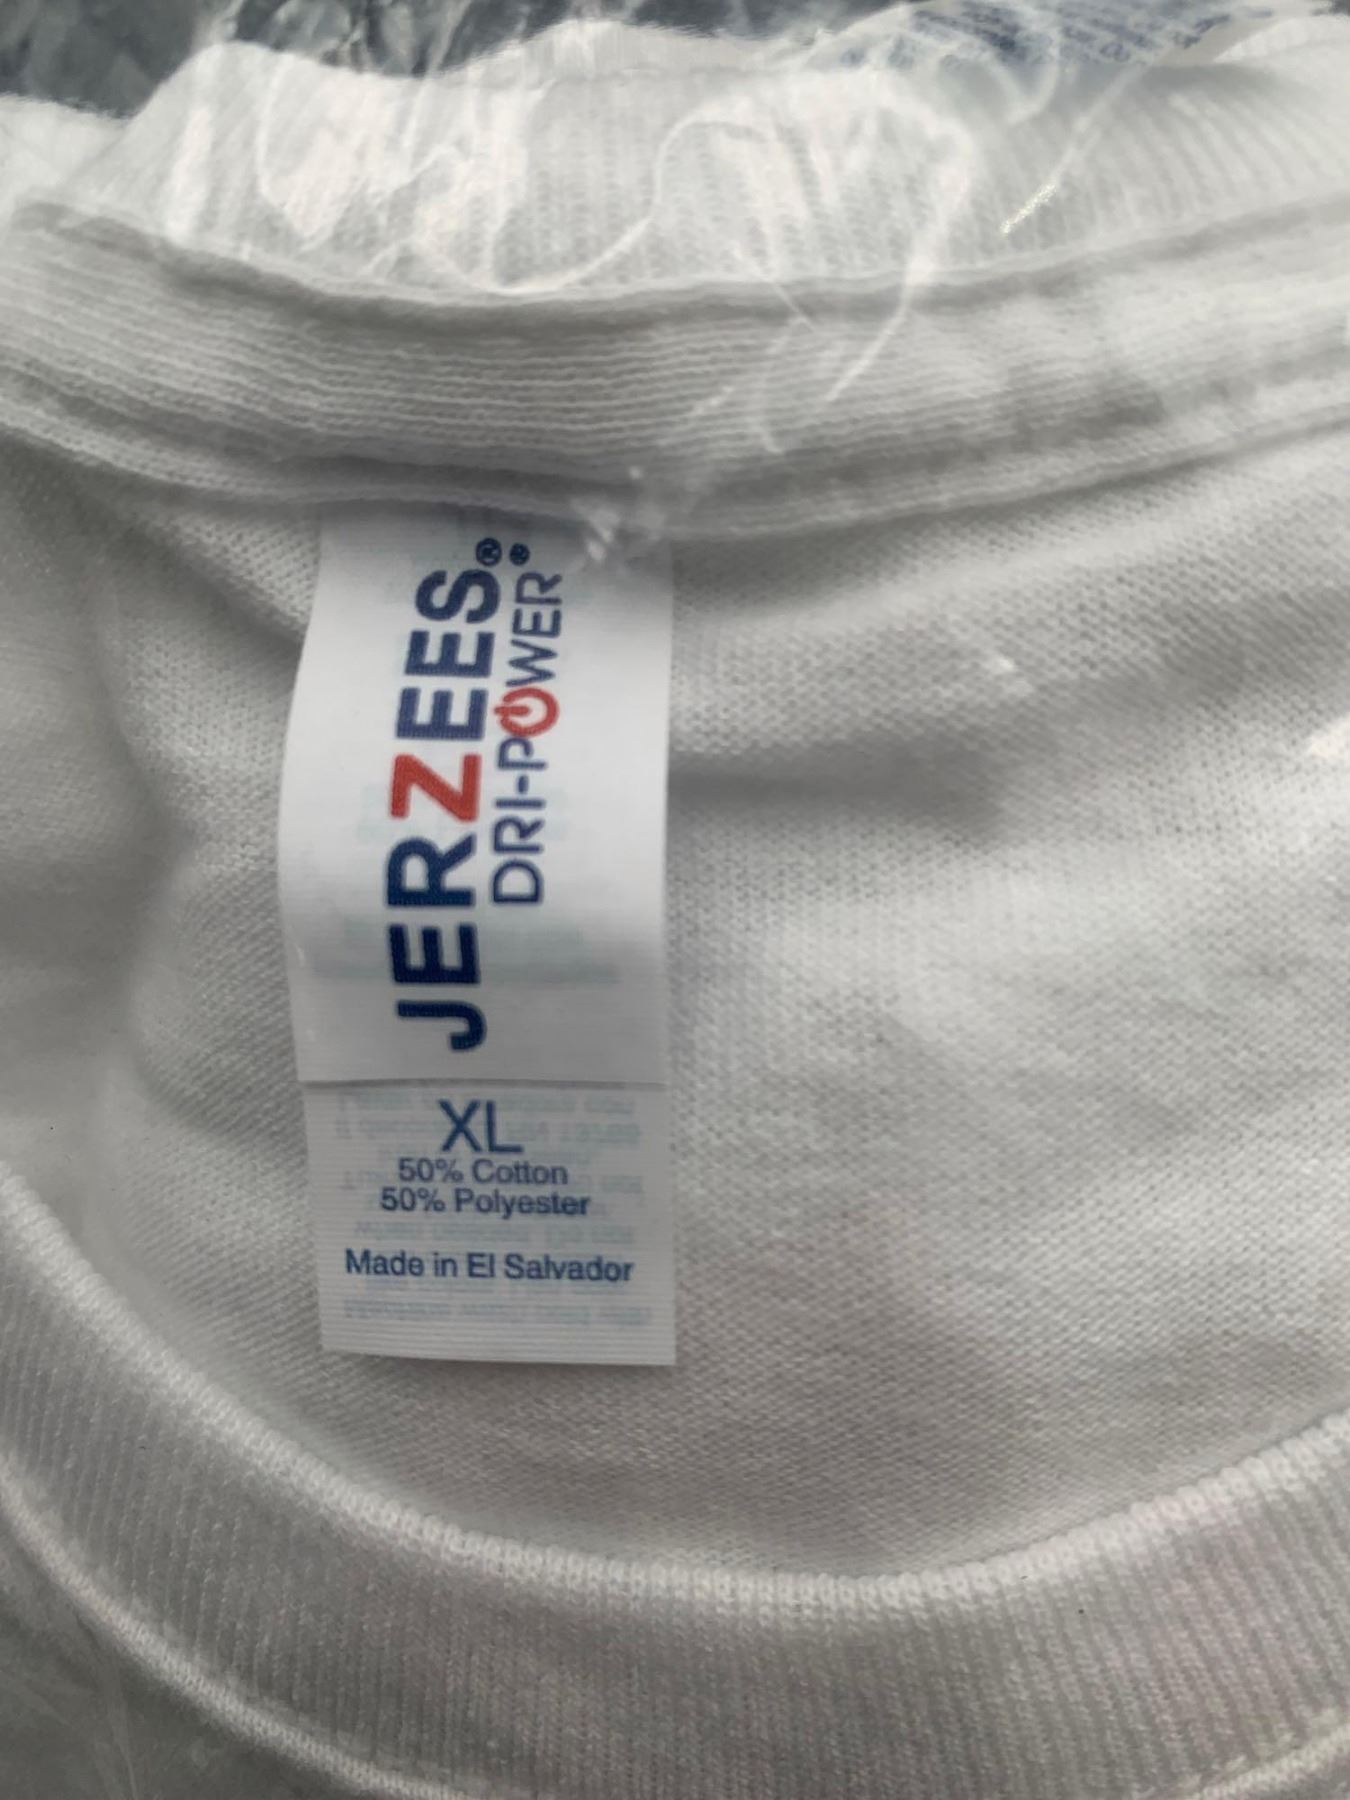 JERZEES®
DRI-POWER®
XL
50% Cotton
50% Polyester
Made in El Salvador